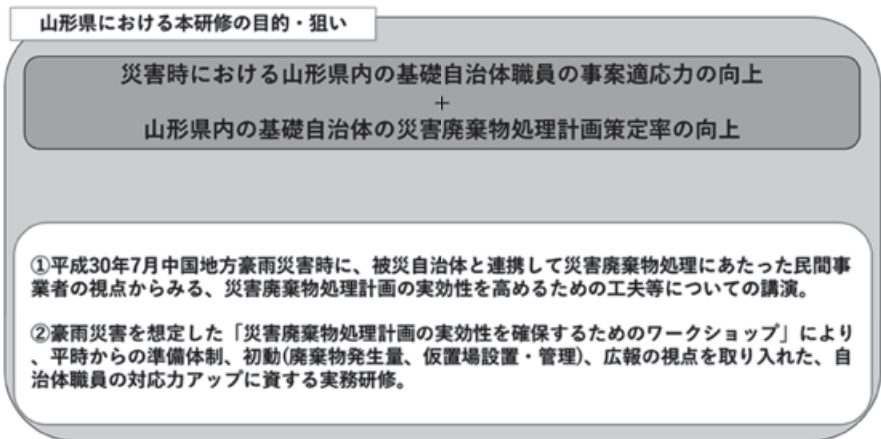 山形県における本研修の目的・狙い
災害時における山形県内の基礎自治体職員の事案適応力の向上
+
山形県内の基礎自治体の災害廃棄物処理計画策定率の向上
①平成30年7月中国地方豪雨災害時に、被災自治体と連携して災害廃棄物処理にあたった民間事
業者の視点からみる、災害廃棄物処理計画の実効性を高めるための工夫等についての講演。
②豪雨災害を想定した「災害廃棄物処理計画の実効性を確保するためのワークショップ」により
、平時からの準備体制、初動(廃棄物発生量、仮置場設置・管理)、広報の視点を取り入れた、自
治体職員の対応力アップに資する実務研修。